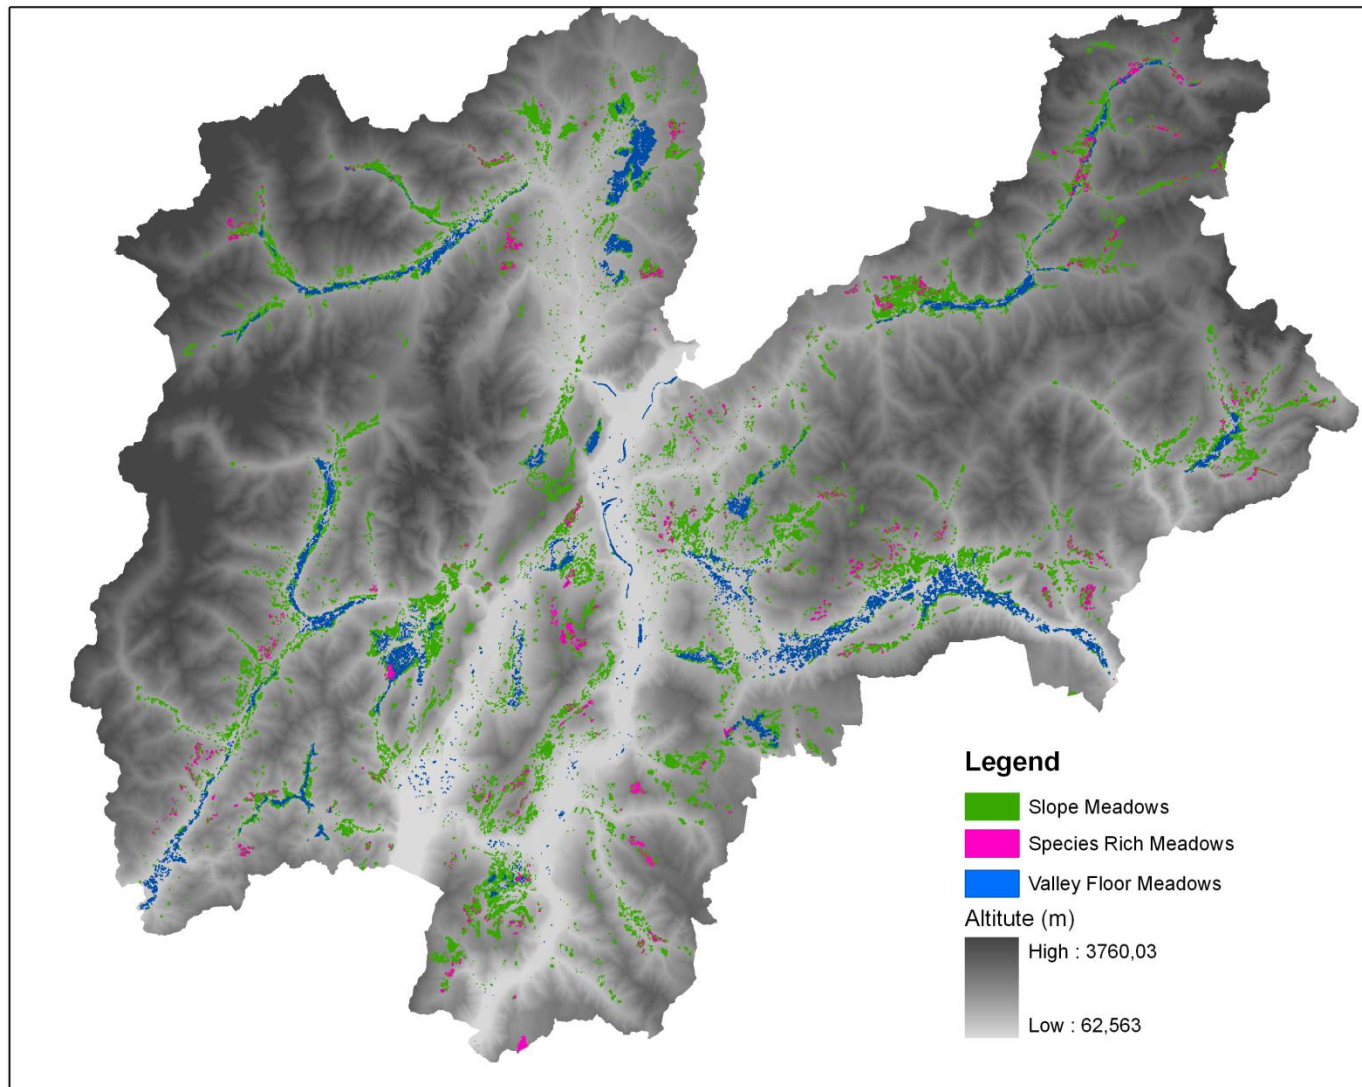 Legend
Slope Meadows
Species Rich Meadows
Valley Floor Meadows
Altitute (m)
High : 3760,03
Low : 62,563